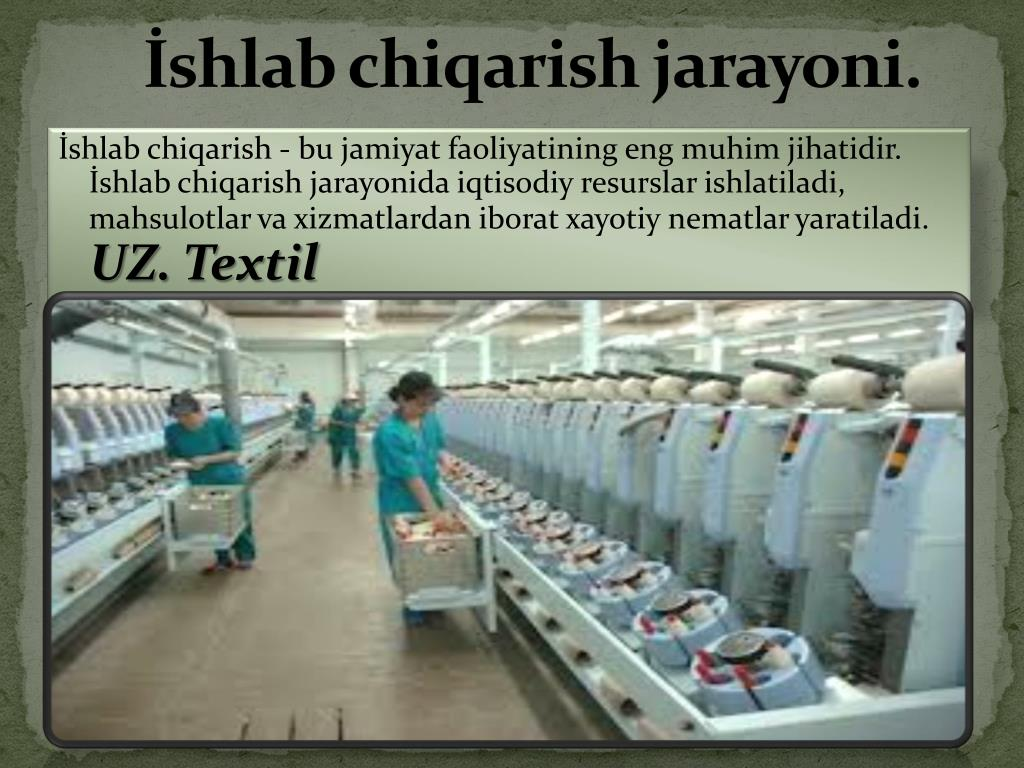 İshlab chiqarish jarayoni.
İshlab chiqarish - bu jamiyat faoliyatining eng muhim jihatidir.
İshlab chiqarish jarayonida iqtisodiy resurslar ishlatiladi,
mahsulotlar va xizmatlardan iborat xayotiy nematlar yaratiladi.
UZ. Textil